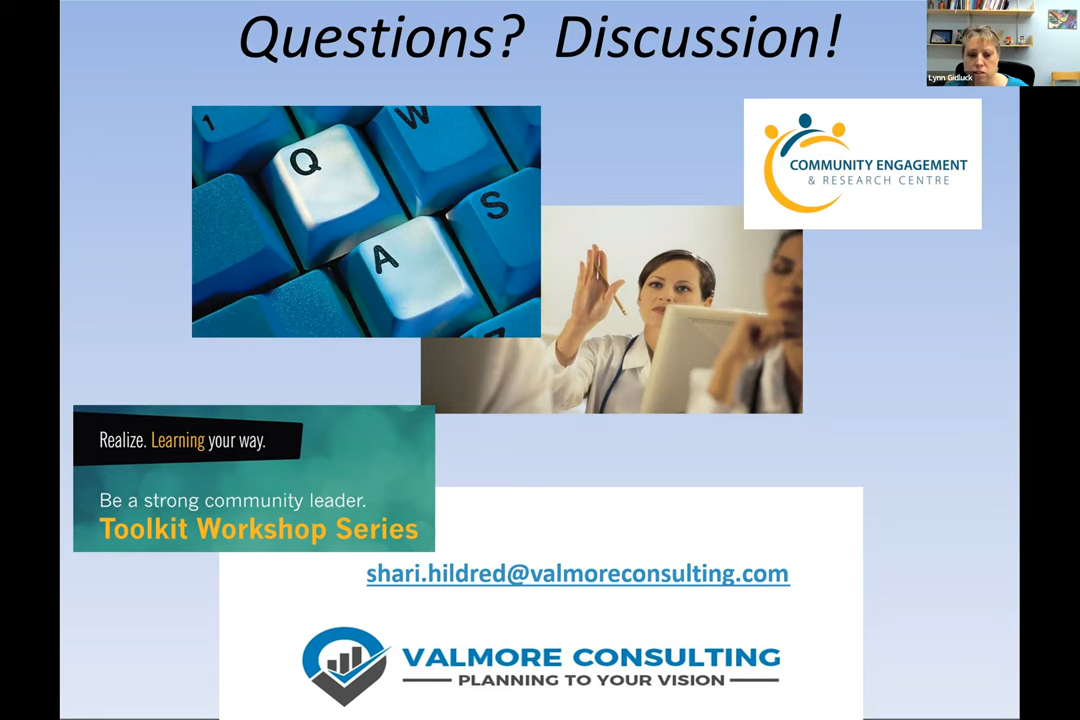 Questions?  Discussion!
Lynn Gidluck
1
Q
W
A
S
COMMUNITY ENGAGEMENT
& RESEARCH CENTRE
Realize. Learning your way.
Be a strong community leader.
Toolkit Workshop Series
shari.hildred@valmoreconsulting.com
VALMORE CONSULTING
PLANNING TO YOUR VISION